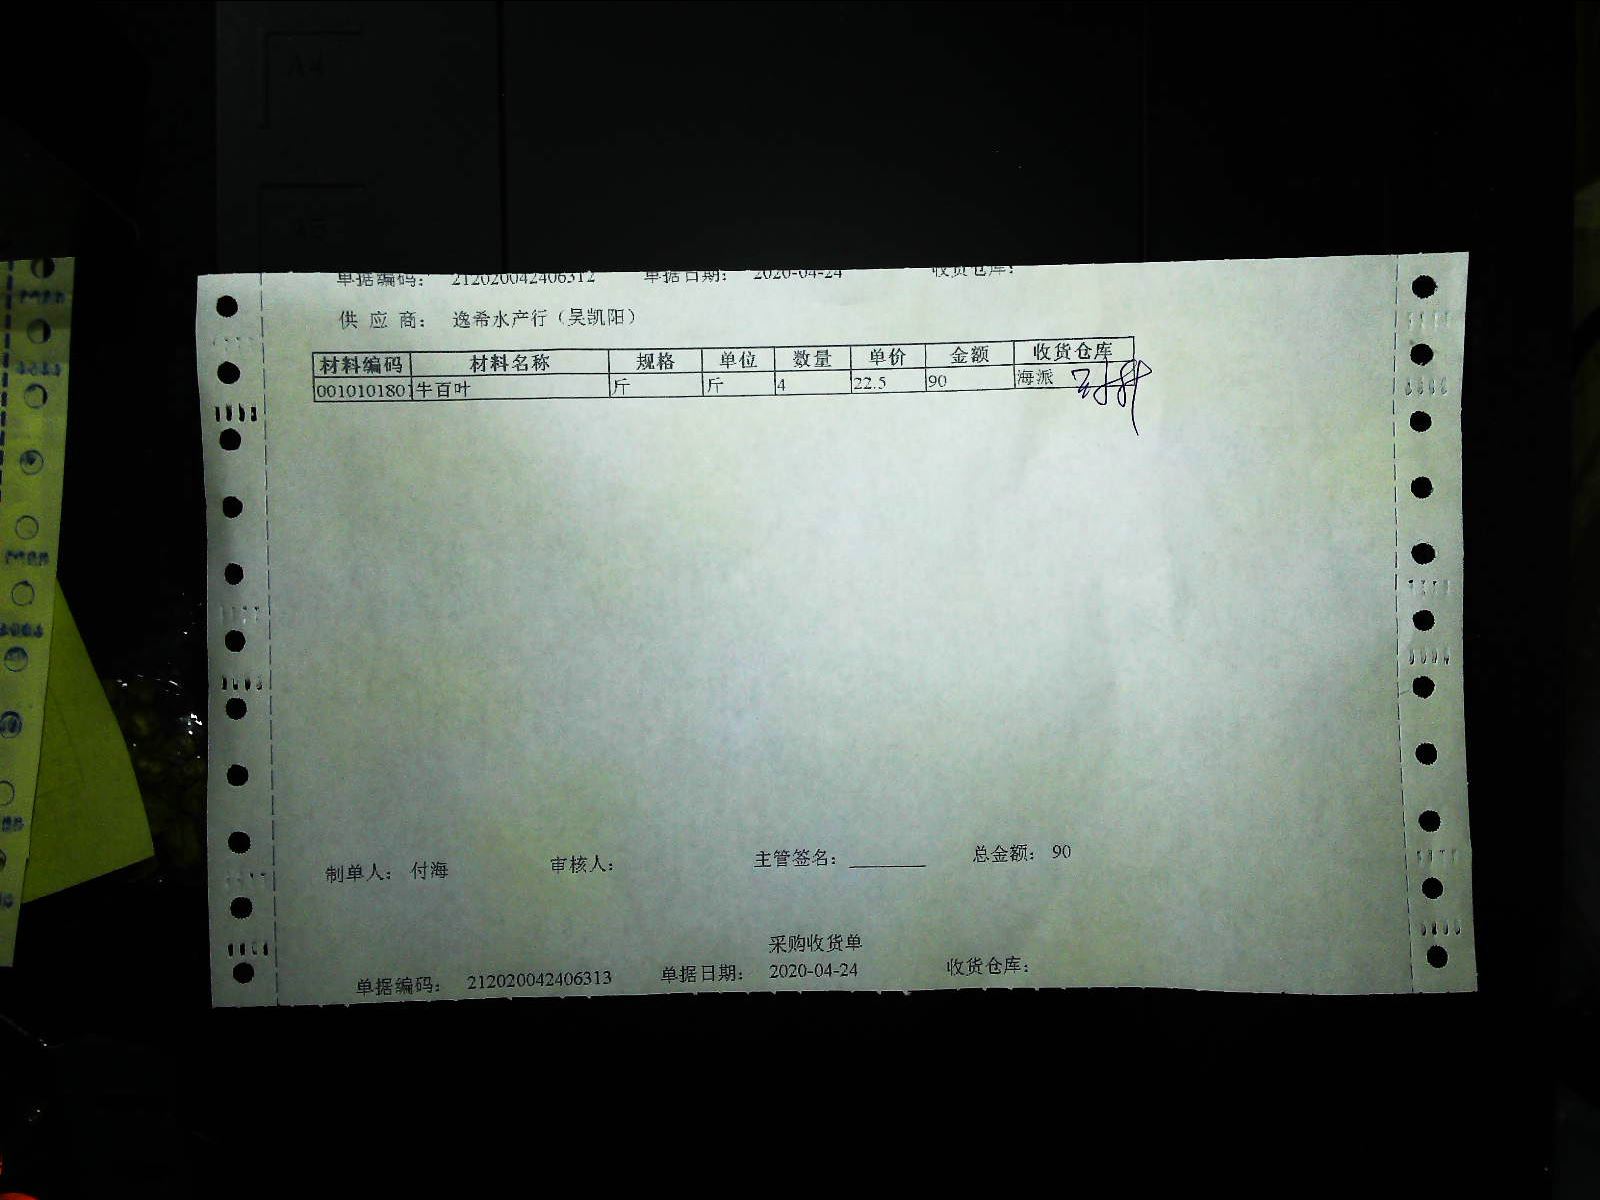 单据编码： 212020042406312 单据日期： 2020-04-24 收货仓库：
供 应 商： 逸希水产行（吴凯阳）
材料编码 材料名称 规格 单位 数量 单价 金额 收货仓库
0010101801 牛百叶 斤 斤 4 22.5 90 海派
制单人： 付海 审核人： 主管签名：________ 总金额： 90
采购收货单
单据编码： 212020042406313 单据日期： 2020-04-24 收货仓库：